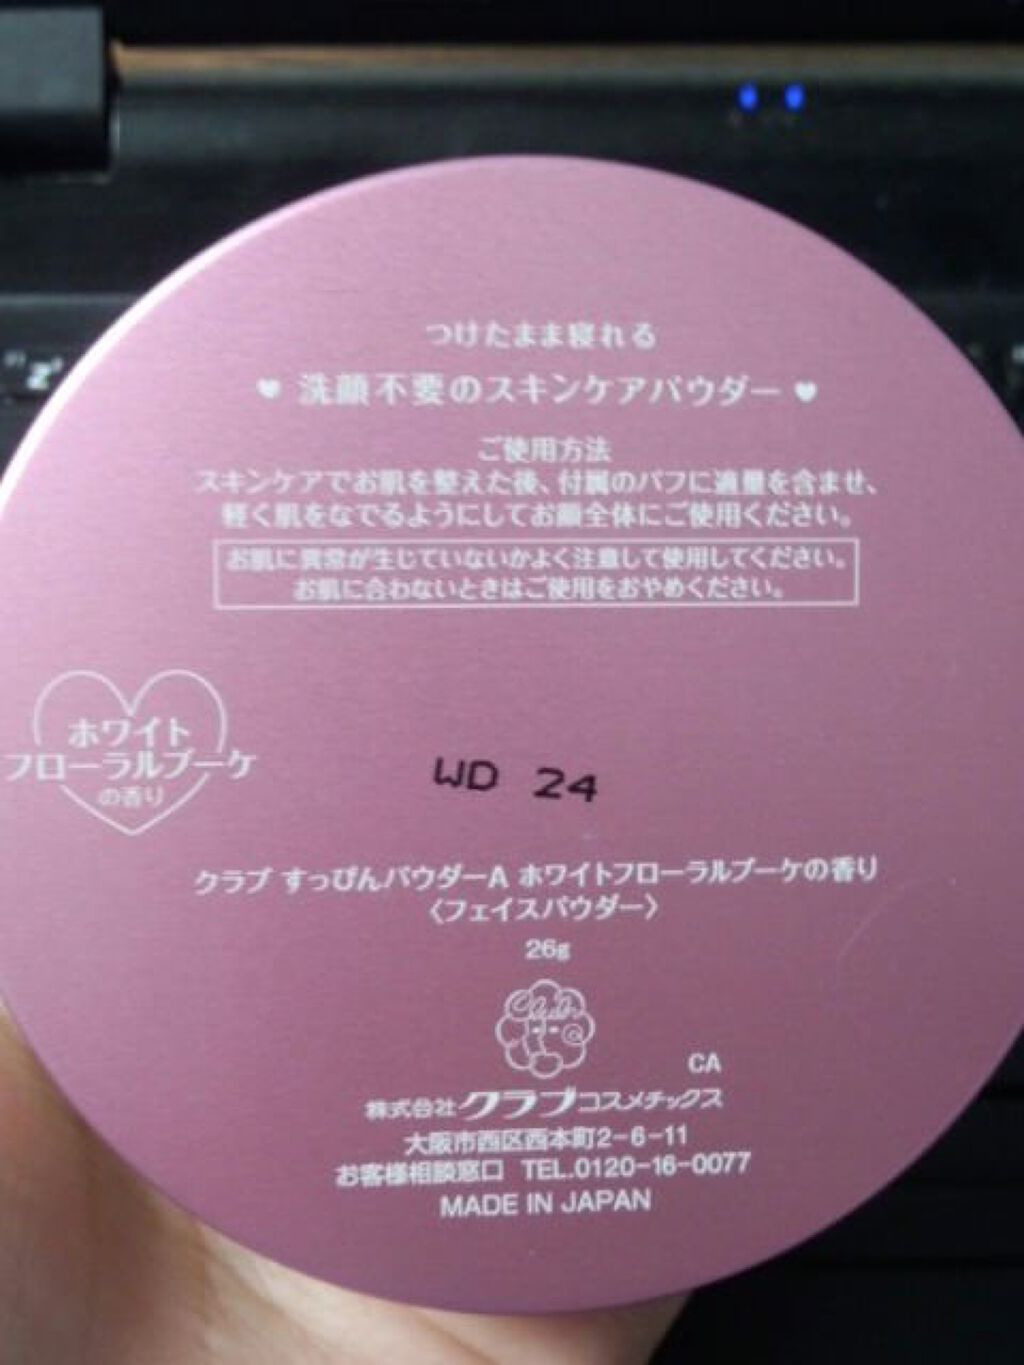 つけたまま寝れる
♥ 洗顔不要のスキンケアパウダー ♥
ご使用方法
スキンケアでお肌を整えた後、付属のパフに適量を含ませ、
軽く肌をなでるようにしてお顔全体にご使用ください。
お肌に異常が生じていないかよく注意して使用してください。
お肌に合わないときはご使用をおやめください。
ホワイト
フローラルブーケ
の香り
WD 24
クラブ すっぴんパウダーA ホワイトフローラルブーケの香り
〈フェイスパウダー〉
26g
Club
CA
株式会社クラブコスメチックス
大阪市西区西本町2-6-11
お客様相談窓口 TEL.0120-16-0077
MADE IN JAPAN